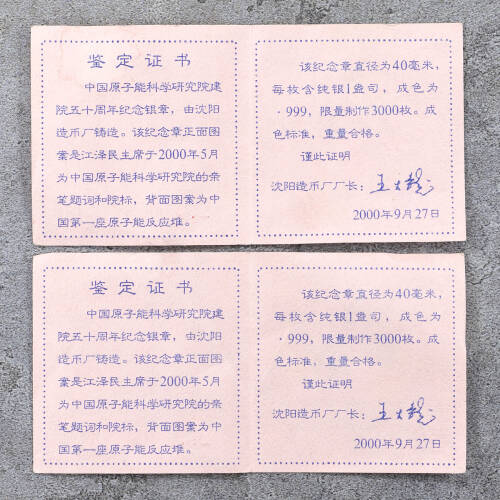 鉴定证书
中国原子能科学研究院建
院五十周年纪念银章，由沈阳
造币厂铸造。该纪念章正面图
案是江泽民主席于2000年5月
为中国原子能科学研究院的亲
笔题词和院标，背面图案为中
国第一座原子能反应堆。
该纪念章直径为40毫米，
每枚含纯银1盎司，成色为
·999，限量制作3000枚。成
色标准，重量合格。
谨此证明
沈阳造币厂厂长：
2000年9月27日
鉴定证书
中国原子能科学研究院建
院五十周年纪念银章，由沈阳
造币厂铸造。该纪念章正面图
案是江泽民主席于2000年5月
为中国原子能科学研究院的亲
笔题词和院标，背面图案为中
国第一座原子能反应堆。
该纪念章直径为40毫米，
每枚含纯银1盎司，成色为
·999，限量制作3000枚。成
色标准，重量合格。
谨此证明
沈阳造币厂厂长：
2000年9月27日